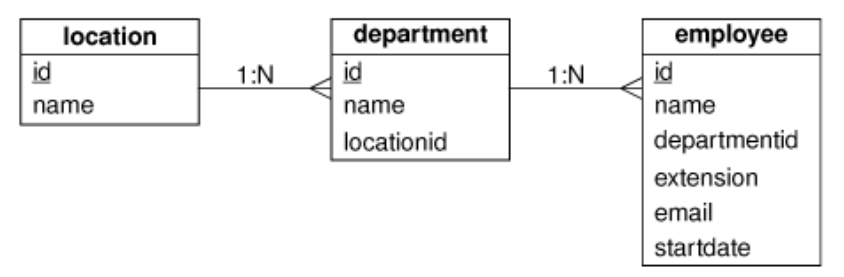 location
id
name
1:N
department
id
name
locationid
1:N
employee
id
name
departmentid
extension
email
startdate